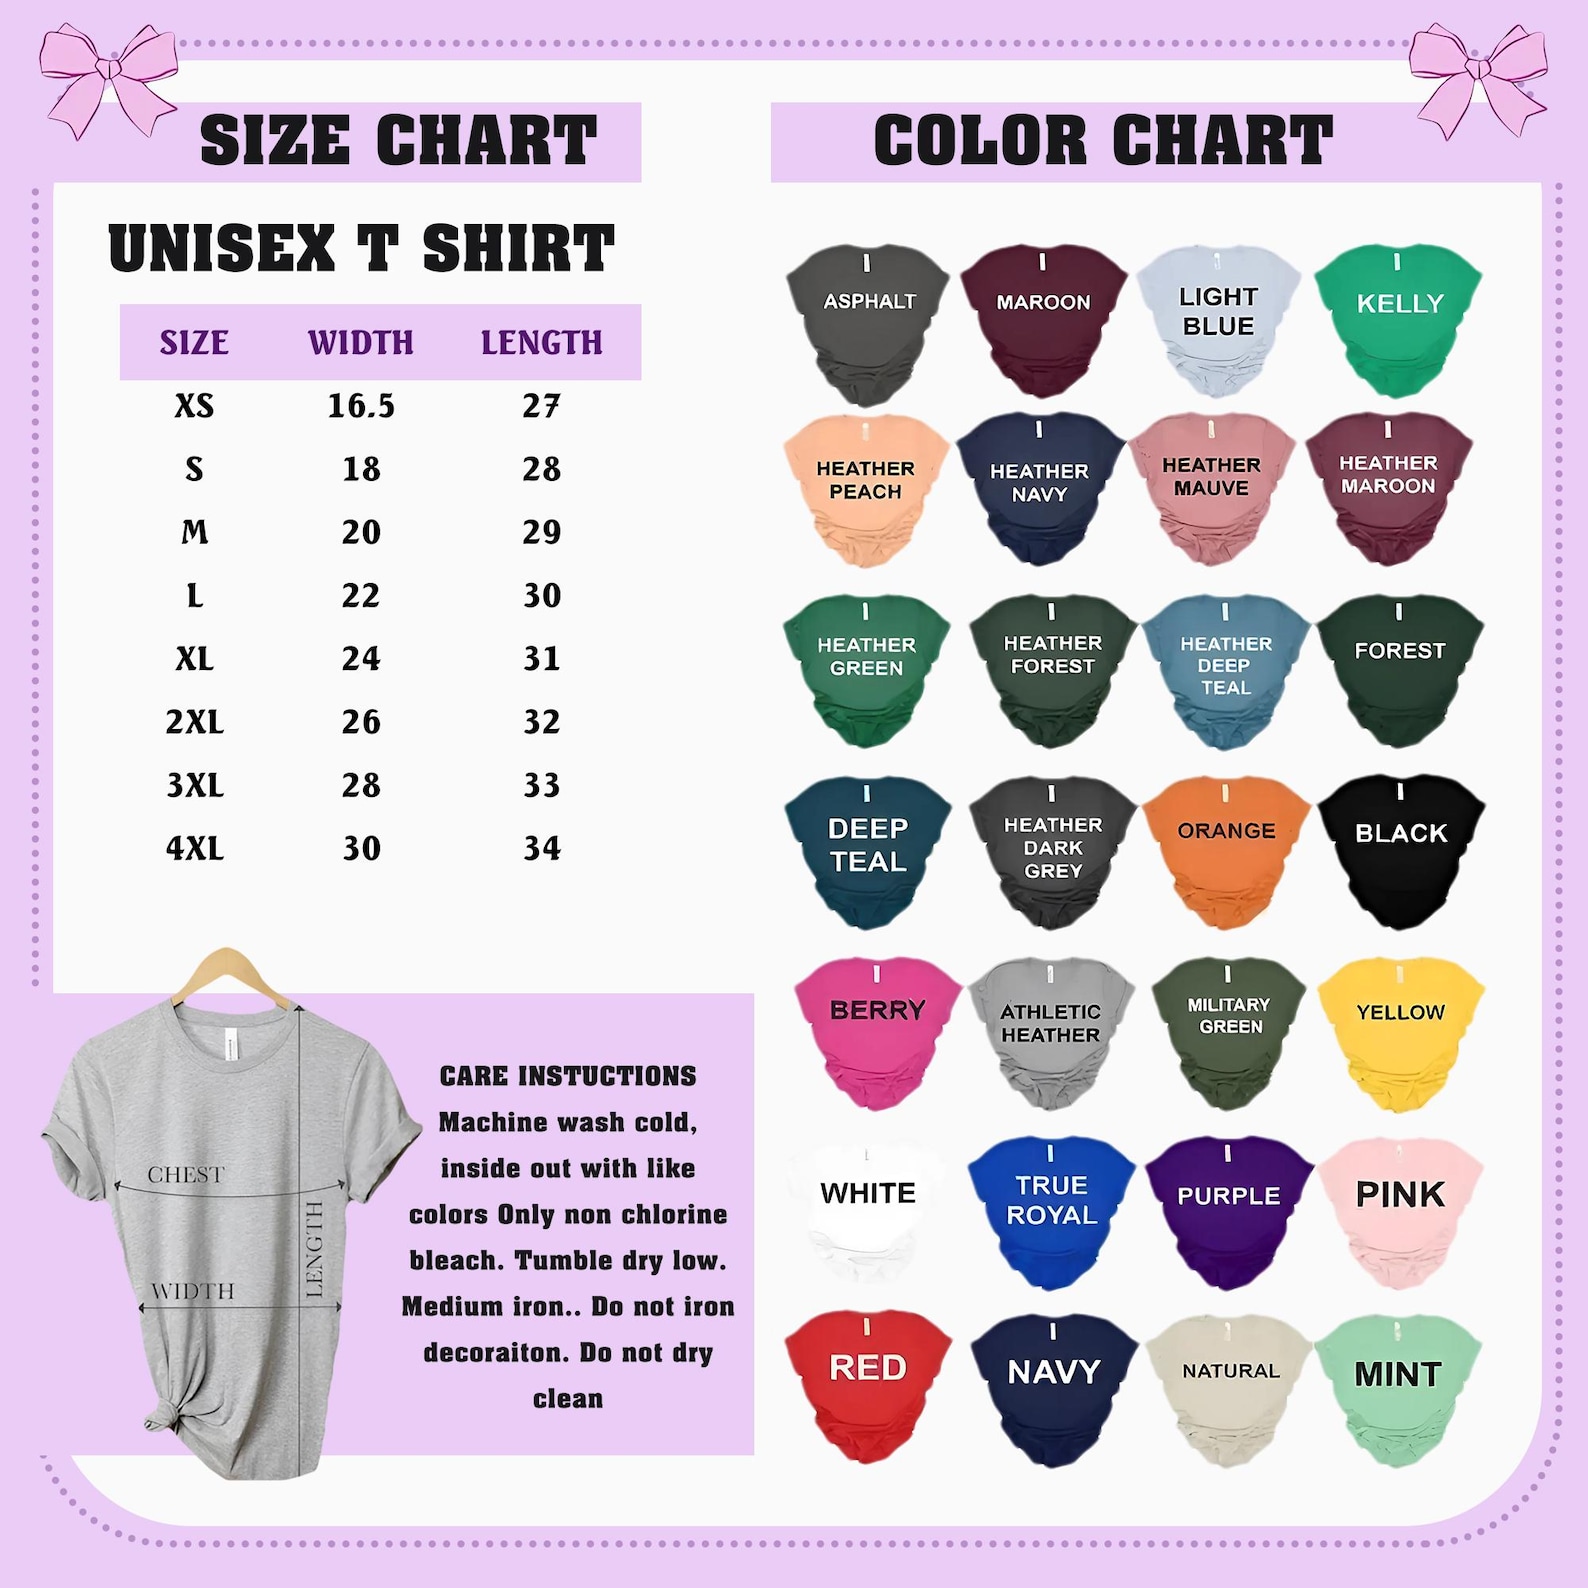 SIZE CHART
UNISEX T SHIRT
SIZE WIDTH LENGTH
XS 16.5 27
S 18 28
M 20 29
L 22 30
XL 24 31
2XL 26 32
3XL 28 33
4XL 30 34
CHEST
WIDTH
LENGTH
CARE INSTUCTIONS
Machine wash cold,
inside out with like
colors Only non chlorine
bleach. Tumble dry low.
Medium iron.. Do not iron
decoraiton. Do not dry
clean
COLOR CHART
ASPHALT
MAROON
LIGHT
BLUE
KELLY
HEATHER
PEACH
HEATHER
NAVY
HEATHER
MAUVE
HEATHER
MAROON
HEATHER
GREEN
HEATHER
FOREST
HEATHER
DEEP
TEAL
FOREST
DEEP
TEAL
HEATHER
DARK
GREY
ORANGE
BLACK
BERRY
ATHLETIC
HEATHER
MILITARY
GREEN
YELLOW
WHITE
TRUE
ROYAL
PURPLE
PINK
RED
NAVY
NATURAL
MINT